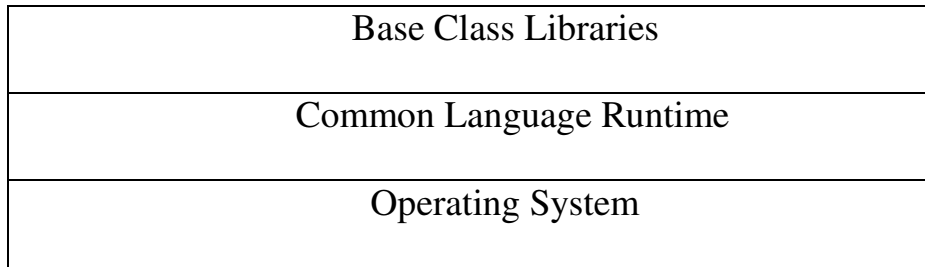 Base Class Libraries
Common Language Runtime
Operating System